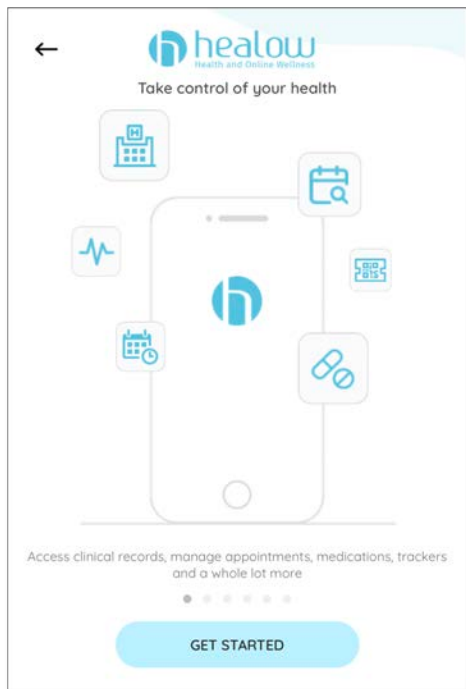 healow
Health and Online Wellness
Take control of your health
H
Access clinical records, manage appointments, medications, trackers
and a whole lot more
GET STARTED